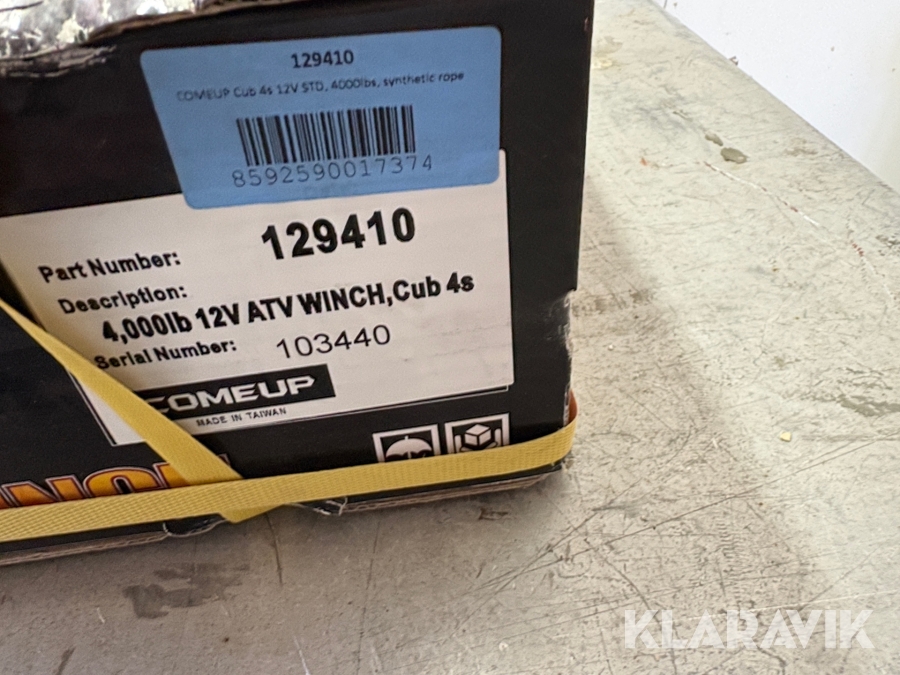 129410
COMEUP Cub 4s 12V STD, 4000lbs, synthetic rope
8592590017374
Part Number: 129410
Description:
4,000lb 12V ATV WINCH,Cub 4s
Serial Number: 103440
COMEUP
MADE IN TAIWAN
KLARAVIK